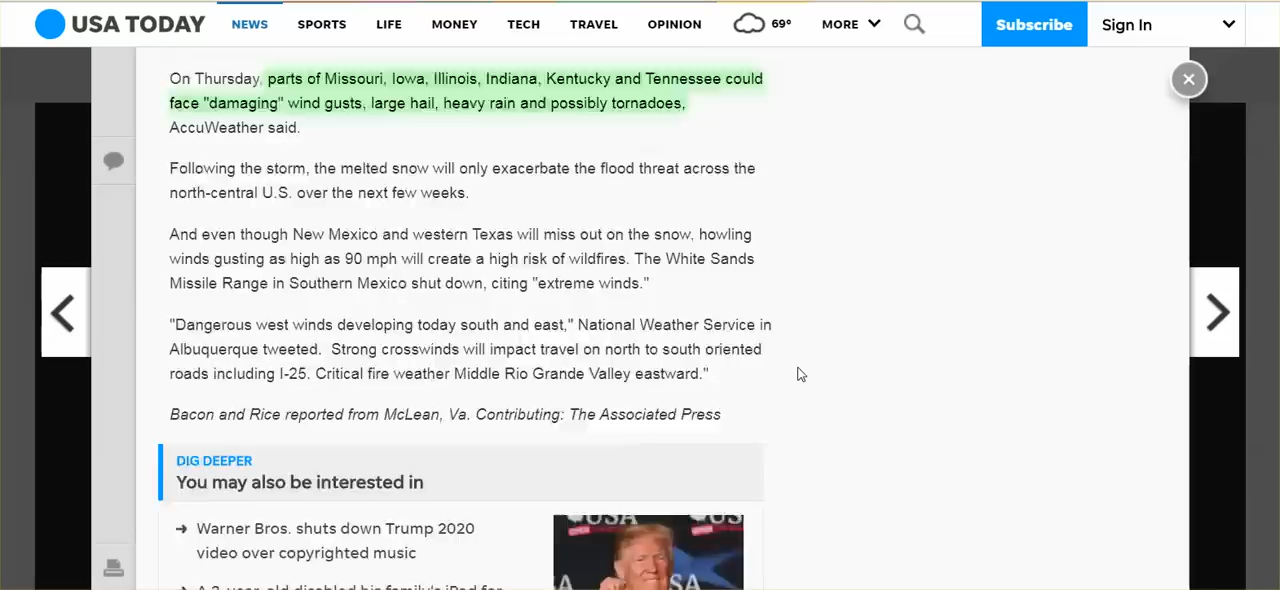 USA TODAY NEWS SPORTS LIFE MONEY TECH TRAVEL OPINION 69° MORE Subscribe Sign In
On Thursday, parts of Missouri, Iowa, Illinois, Indiana, Kentucky and Tennessee could
face "damaging" wind gusts, large hail, heavy rain and possibly tornadoes,
AccuWeather said.
Following the storm, the melted snow will only exacerbate the flood threat across the
north-central U.S. over the next few weeks.
And even though New Mexico and western Texas will miss out on the snow, howling
winds gusting as high as 90 mph will create a high risk of wildfires. The White Sands
Missile Range in Southern Mexico shut down, citing "extreme winds."
"Dangerous west winds developing today south and east," National Weather Service in
Albuquerque tweeted. Strong crosswinds will impact travel on north to south oriented
roads including I-25. Critical fire weather Middle Rio Grande Valley eastward."
Bacon and Rice reported from McLean, Va. Contributing: The Associated Press
DIG DEEPER
You may also be interested in
Warner Bros. shuts down Trump 2020
video over copyrighted music